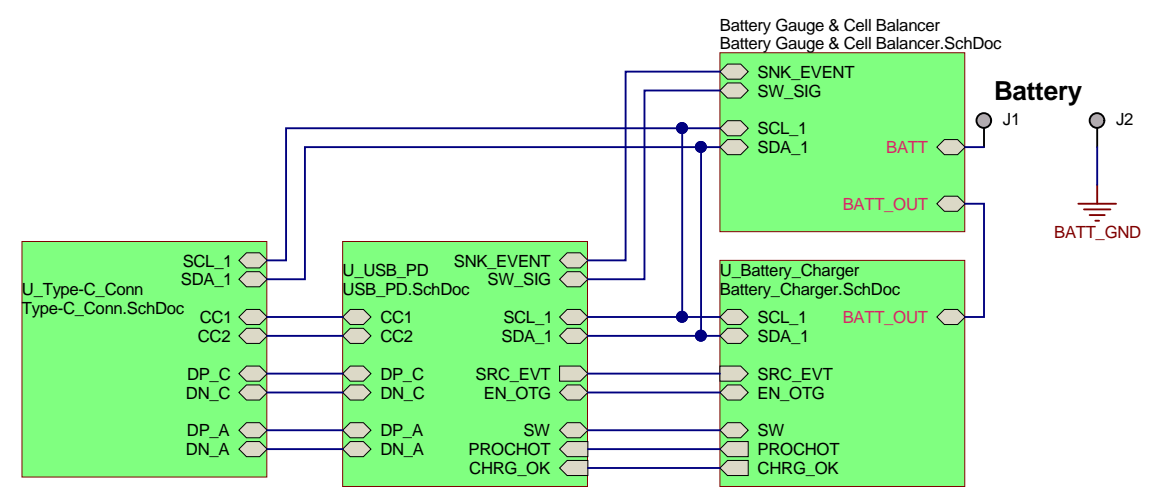 Battery Gauge & Cell Balancer
Battery Gauge & Cell Balancer.SchDoc
SNK_EVENT
SW_SIG
SCL_1
SDA_1
BATT
BATT_OUT
Battery
J1
J2
BATT_GND
U_Type-C_Conn
Type-C_Conn.SchDoc
SCL_1
SDA_1
CC1
CC2
DP_C
DN_C
DP_A
DN_A
U_USB_PD
USB_PD.SchDoc
CC1
CC2
DP_C
DN_C
DP_A
DN_A
SNK_EVENT
SW_SIG
SCL_1
SDA_1
SRC_EVT
EN_OTG
SW
PROCHOT
CHRG_OK
U_Battery_Charger
Battery_Charger.SchDoc
SCL_1
SDA_1
SRC_EVT
EN_OTG
SW
PROCHOT
CHRG_OK
BATT_OUT